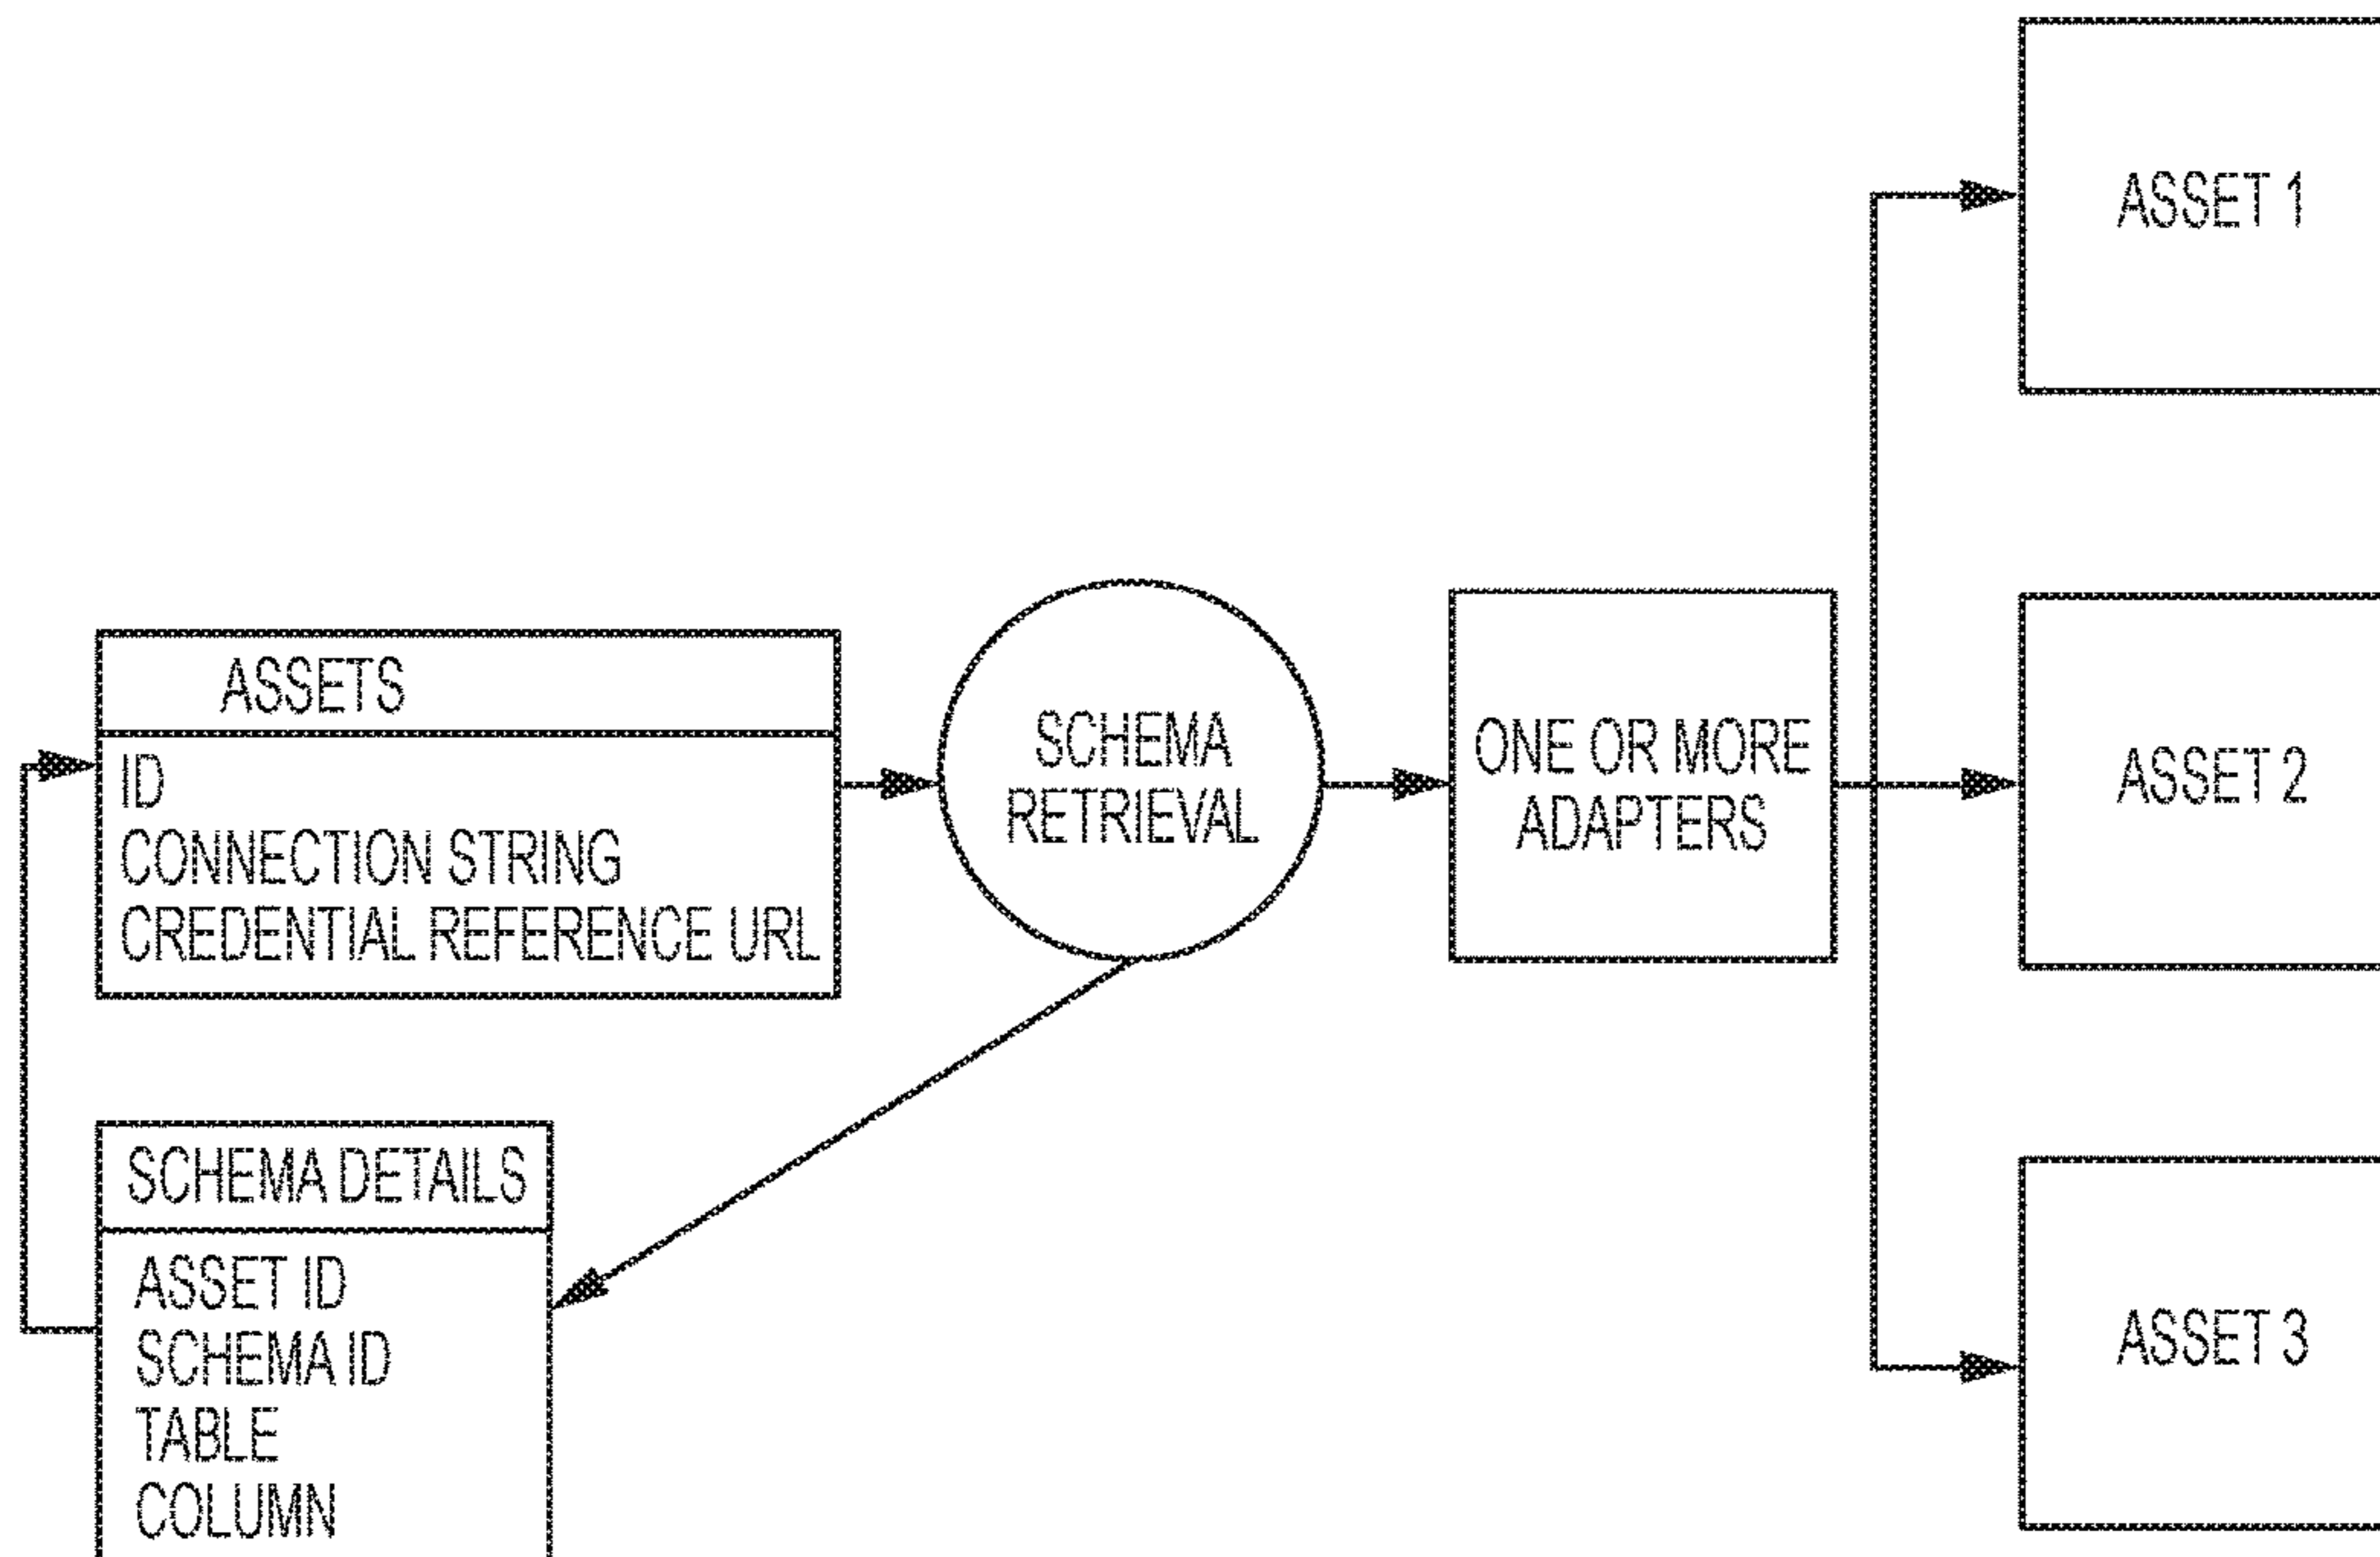 ASSETS
ID
CONNECTION STRING
CREDENTIAL REFERENCE URL
SCHEMA DETAILS
ASSET ID
SCHEMA ID
TABLE
COLUMN
SCHEMA
RETRIEVAL
ONE OR MORE
ADAPTERS
ASSET 1
ASSET 2
ASSET 3